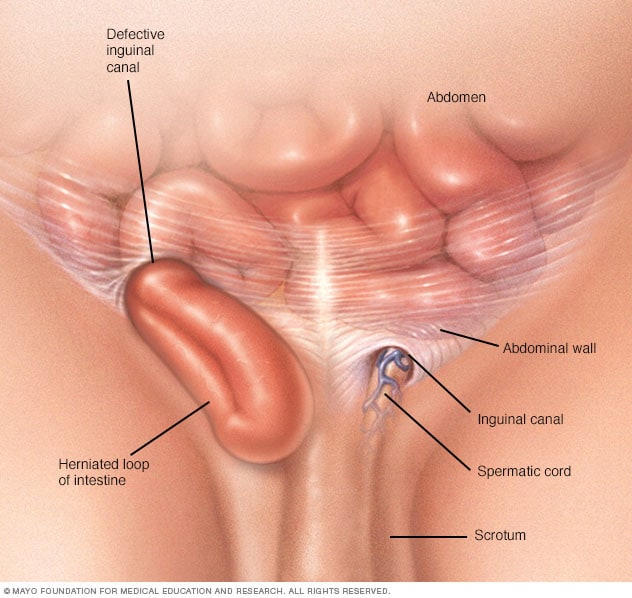 Defective
inguinal
canal
Abdomen
Abdominal wall
Inguinal canal
Herniated loop
of intestine
Spermatic cord
Scrotum
© MAYO FOUNDATION FOR MEDICAL EDUCATION AND RESEARCH. ALL RIGHTS RESERVED.